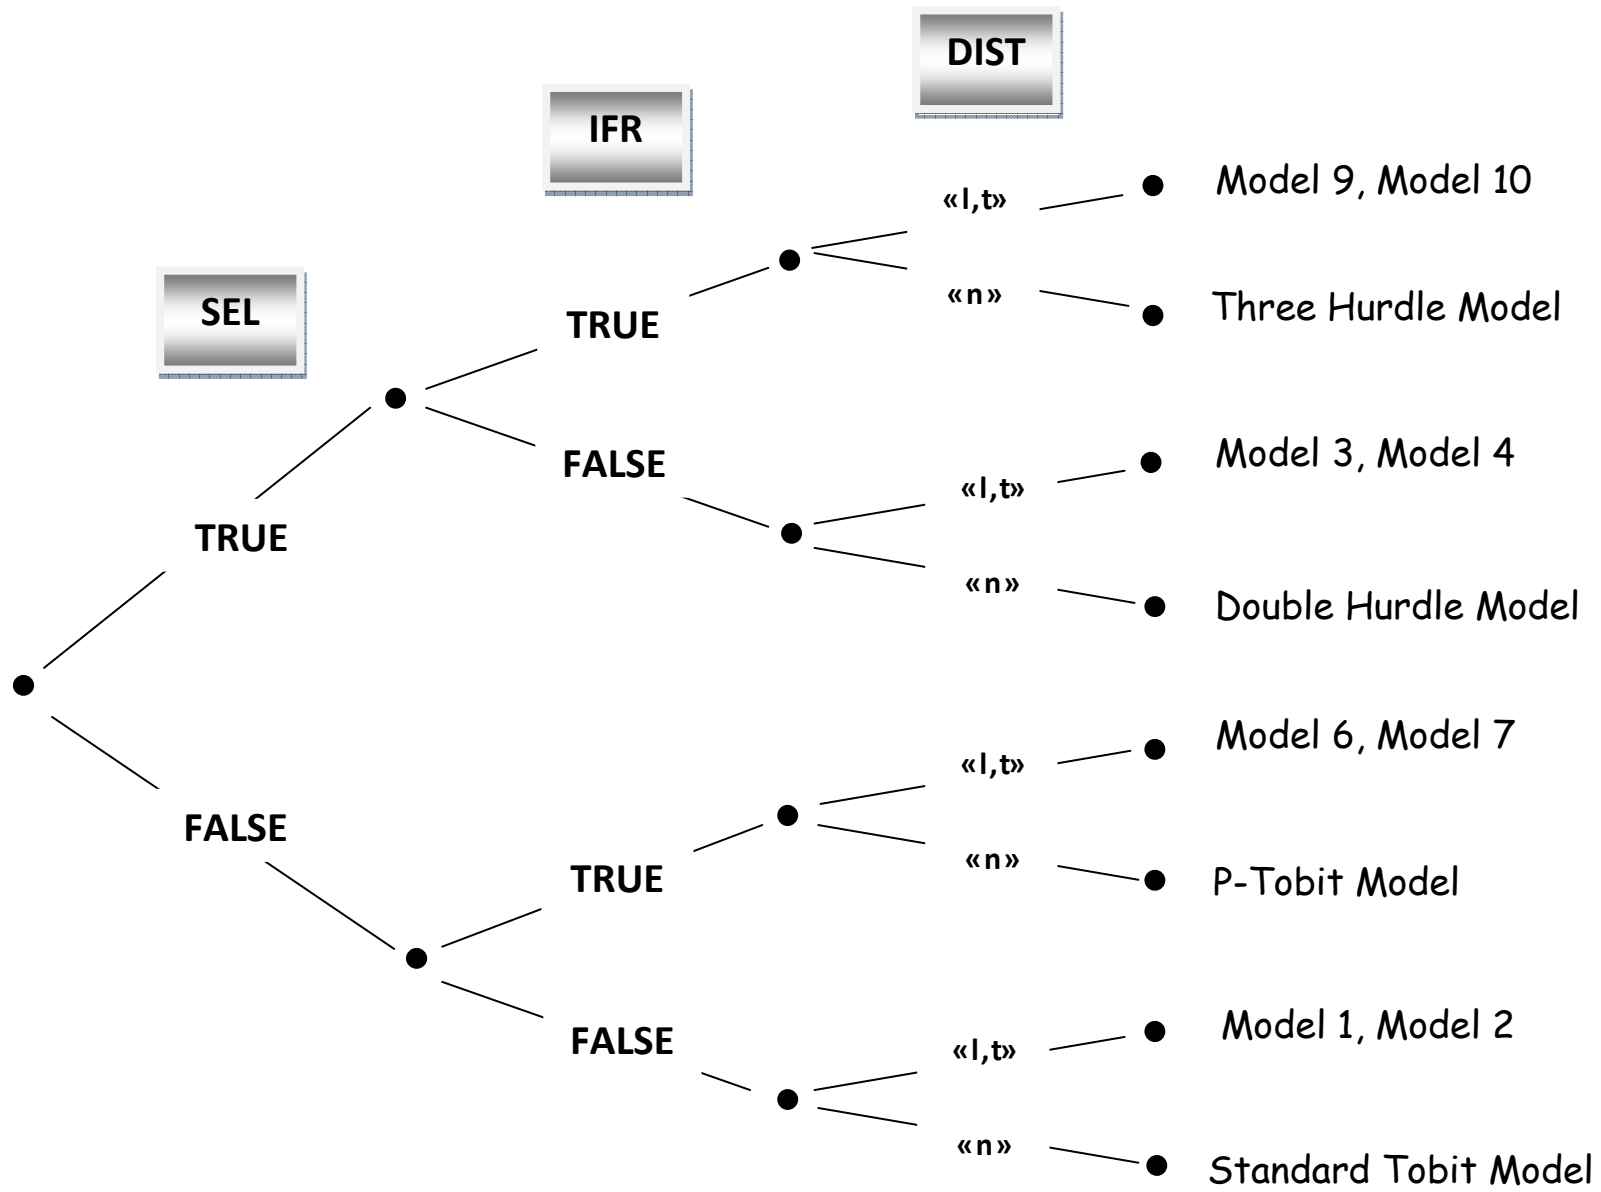 DIST
IFR
SEL
«l,t»
Model 9, Model 10
«n»
Three Hurdle Model
TRUE
FALSE
«l,t»
Model 3, Model 4
«n»
Double Hurdle Model
TRUE
FALSE
«l,t»
Model 6, Model 7
«n»
P-Tobit Model
TRUE
FALSE
«l,t»
Model 1, Model 2
«n»
Standard Tobit Model